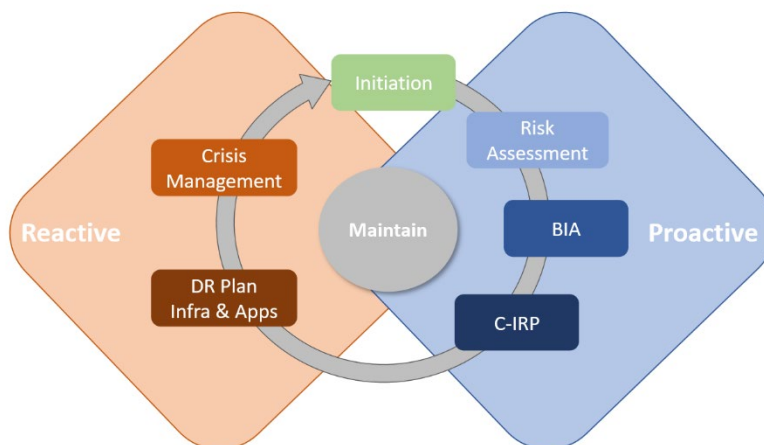 Initiation
Risk
Assessment
Crisis
Management
Reactive
Maintain
BIA
Proactive
DR Plan
Infra & Apps
C-IRP